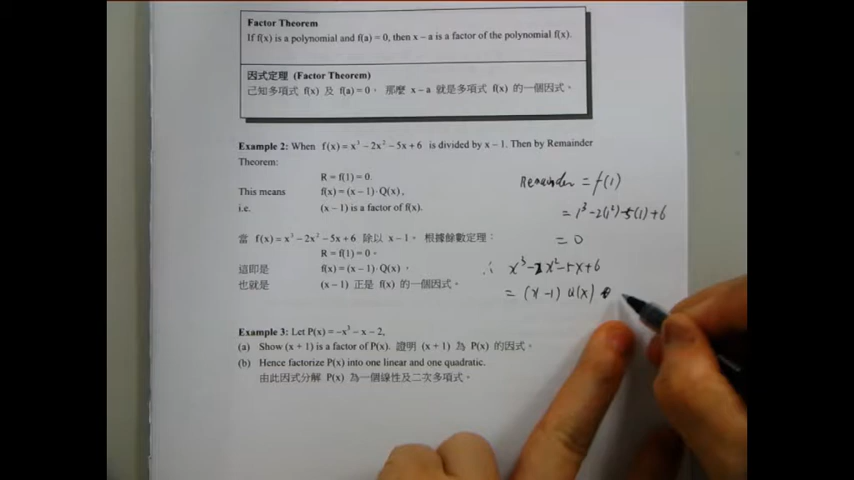 Factor Theorem
If f(x) is a polynomial and f(a) = 0, then x − a is a factor of the polynomial f(x).
因式定理 (Factor Theorem)
已知多項式 f(x) 及 f(a) = 0， 那麼 x − a 就是多項式 f(x) 的一個因式。
Example 2: When f(x) = x³ − 2x² − 5x + 6 is divided by x − 1. Then by Remainder
Theorem:
R = f(1) = 0.
This means f(x) = (x − 1)·Q(x),
i.e. (x − 1) is a factor of f(x).
當 f(x) = x³ − 2x² − 5x + 6 除以 x − 1。 根據餘數定理：
R = f(1) = 0。
這即是 f(x) = (x − 1)·Q(x)，
也就是 (x − 1) 正是 f(x) 的一個因式。
Remainder = f(1)
= 1³ − 2(1²) − 5(1) + 6
= 0
∴ x³ − 2x² − 5x + 6
= (x − 1) Q(x)
Example 3: Let P(x) = −x³ − x − 2,
(a) Show (x + 1) is a factor of P(x). 證明 (x + 1) 為 P(x) 的因式。
(b) Hence factorize P(x) into one linear and one quadratic.
由此因式分解 P(x) 為一個線性及二次多項式。